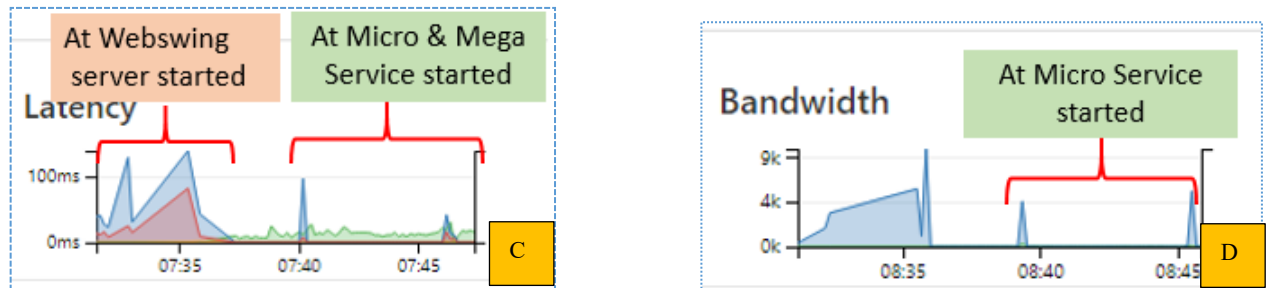 At Webswing
server started
At Micro & Mega
Service started
Latency
100ms
0ms
07:35
07:40
07:45
C
At Micro Service
started
Bandwidth
9k
4k
0k
08:35
08:40
08:45
D